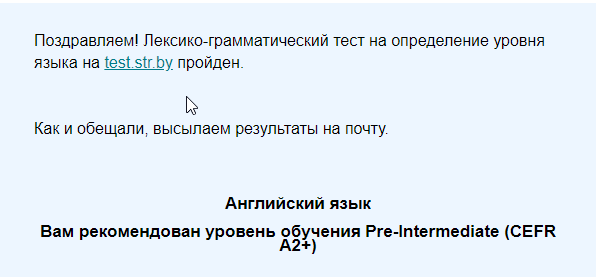 Поздравляем! Лексико-грамматический тест на определение уровня
языка на test.str.by пройден.
Как и обещали, высылаем результаты на почту.
Английский язык
Вам рекомендован уровень обучения Pre-Intermediate (CEFR
A2+)